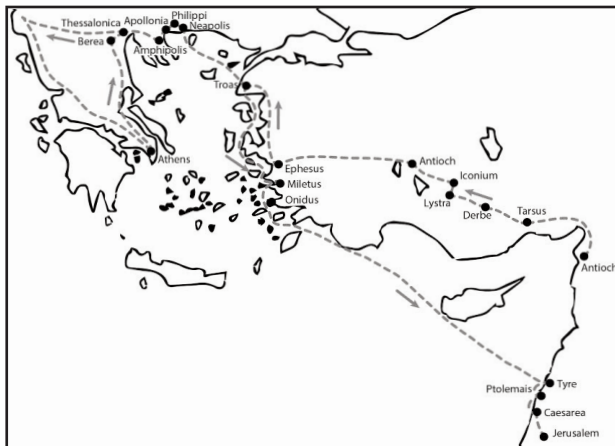 Philippi
Thessalonica Apollonia Neapolis
Berea
Amphipolis
Troas
Athens
Ephesus
Antioch
Iconium
Miletus
Lystra
Onidus
Derbe
Tarsus
Antioch
Tyre
Ptolemais
Caesarea
Jerusalem